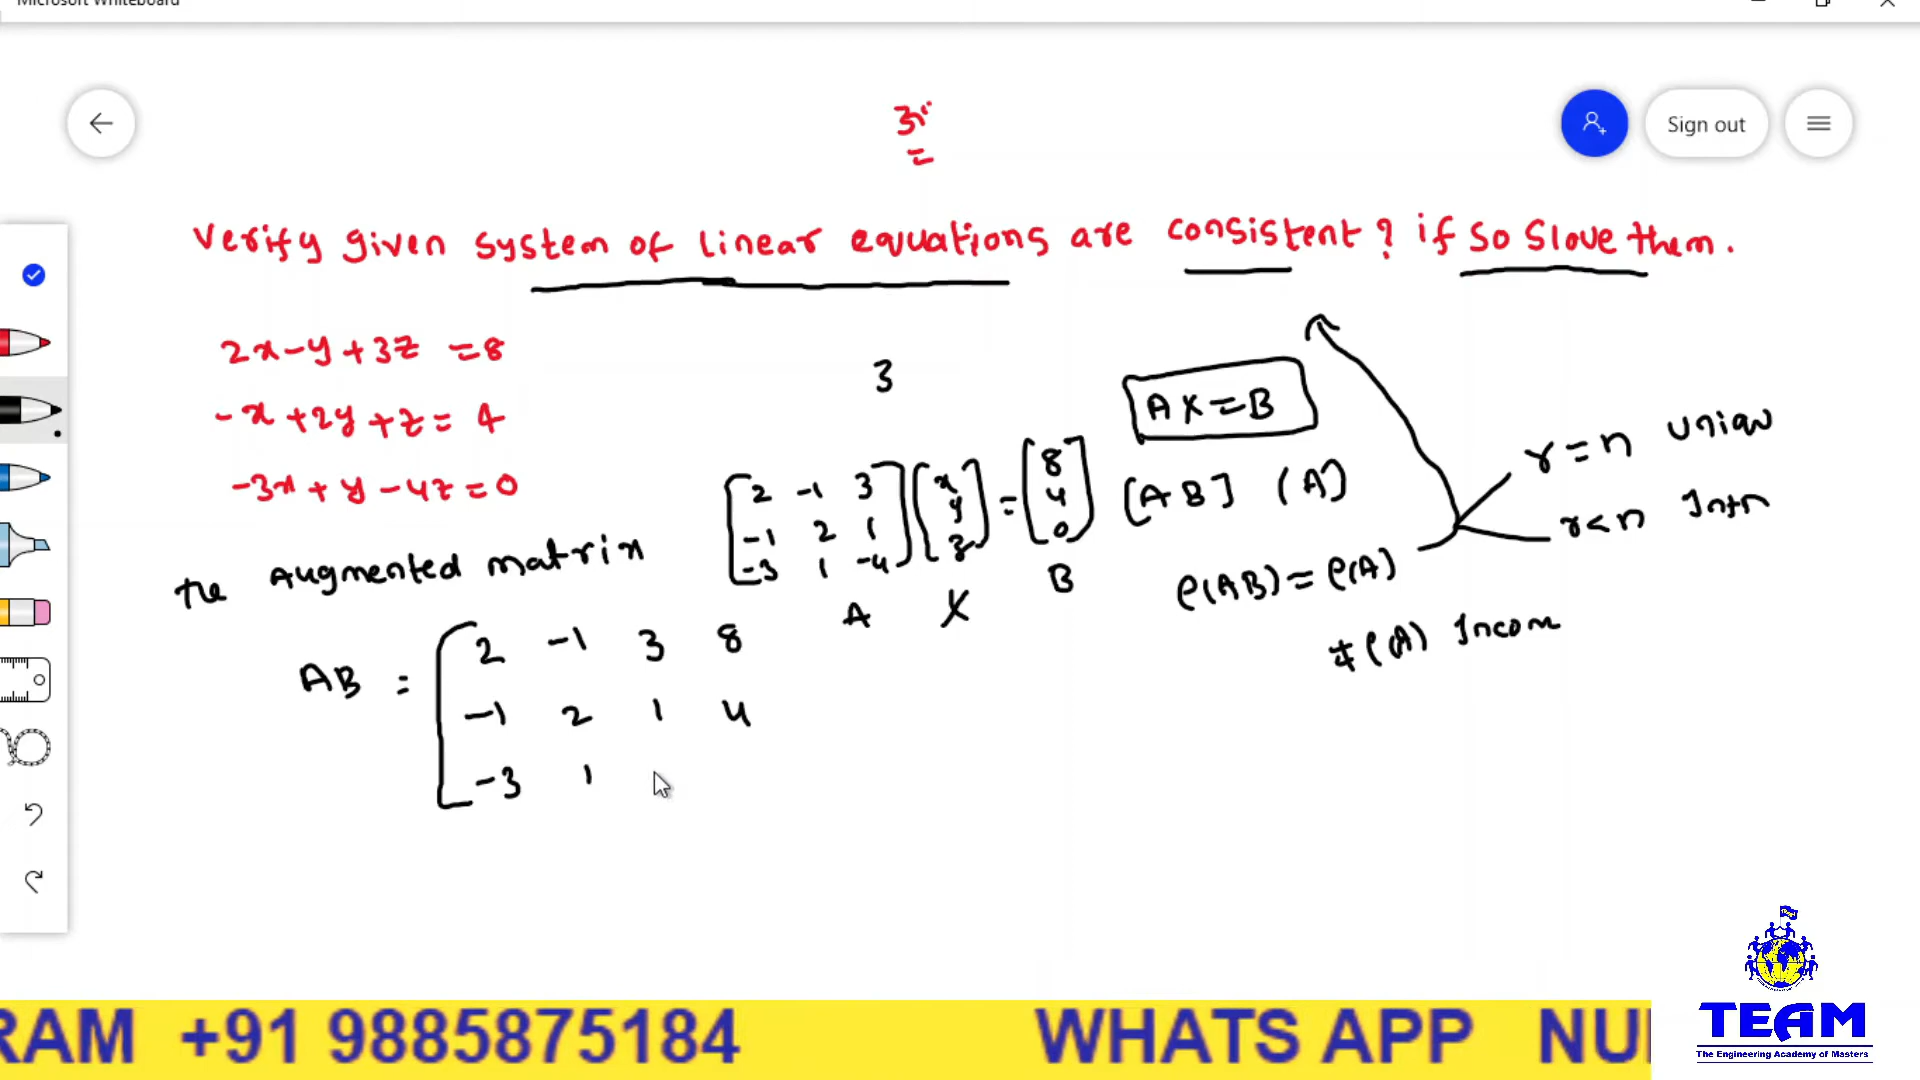 Microsoft Whiteboard
Sign out
3x
=
Verify given system of linear equations are consistent? if so Slove them.
2x-y+3z =8
-x+2y+z= 4
-3x+y-4z=0
3
AX=B
r=n uniqu
r<n Infn
[2 -1 3] [x] = [8] [AB] (A)
[-1 2 1] [y] [4]
[-3 1 -4] [z] [0]
A X B
ρ(AB)=ρ(A)
≠ρ(A) Incom
the Augmented matrix
AB = [2 -1 3 8
-1 2 1 4
-3 1
RAM +91 9885875184 WHATS APP NU
TEAM
The Engineering Academy of Masters